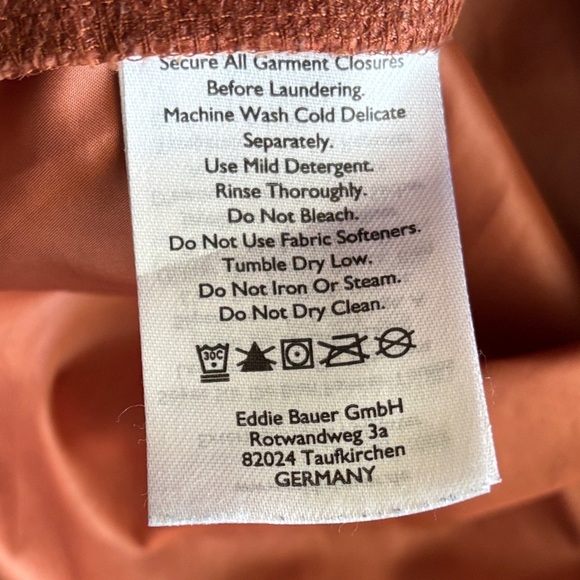 Secure All Garment Closures
Before Laundering.
Machine Wash Cold Delicate
Separately.
Use Mild Detergent.
Rinse Thoroughly.
Do Not Bleach.
Do Not Use Fabric Softeners.
Tumble Dry Low.
Do Not Iron Or Steam.
Do Not Dry Clean.
30C
Eddie Bauer GmbH
Rotwandweg 3a
82024 Taufkirchen
GERMANY